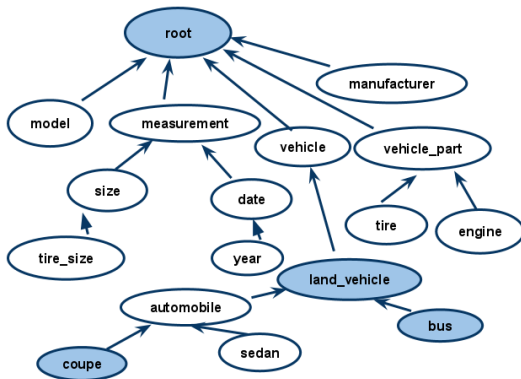 root
manufacturer
model
measurement
vehicle
vehicle_part
size
date
tire
engine
tire_size
year
land_vehicle
automobile
bus
sedan
coupe